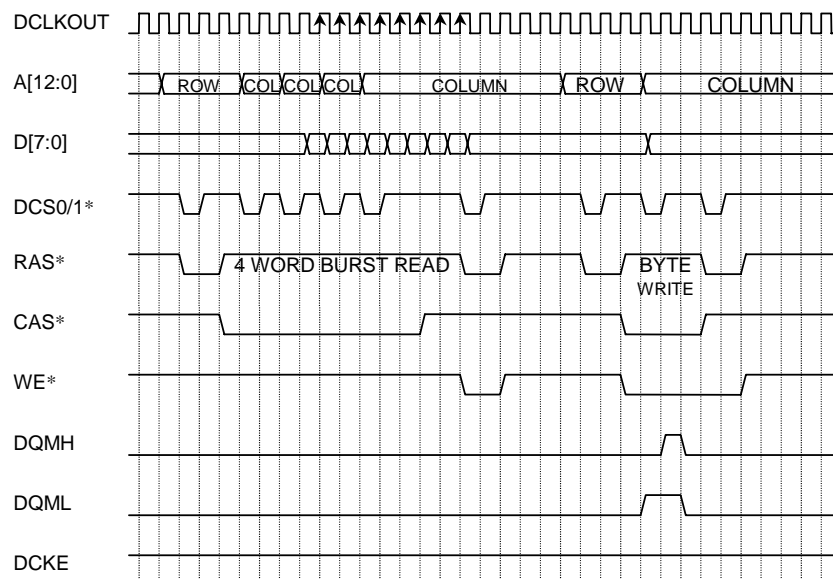 DCLKOUT
A[12:0]
ROW COL COL COL COLUMN ROW COLUMN
D[7:0]
DCS0/1*
RAS*
4 WORD BURST READ
BYTE
WRITE
CAS*
WE*
DQMH
DQML
DCKE